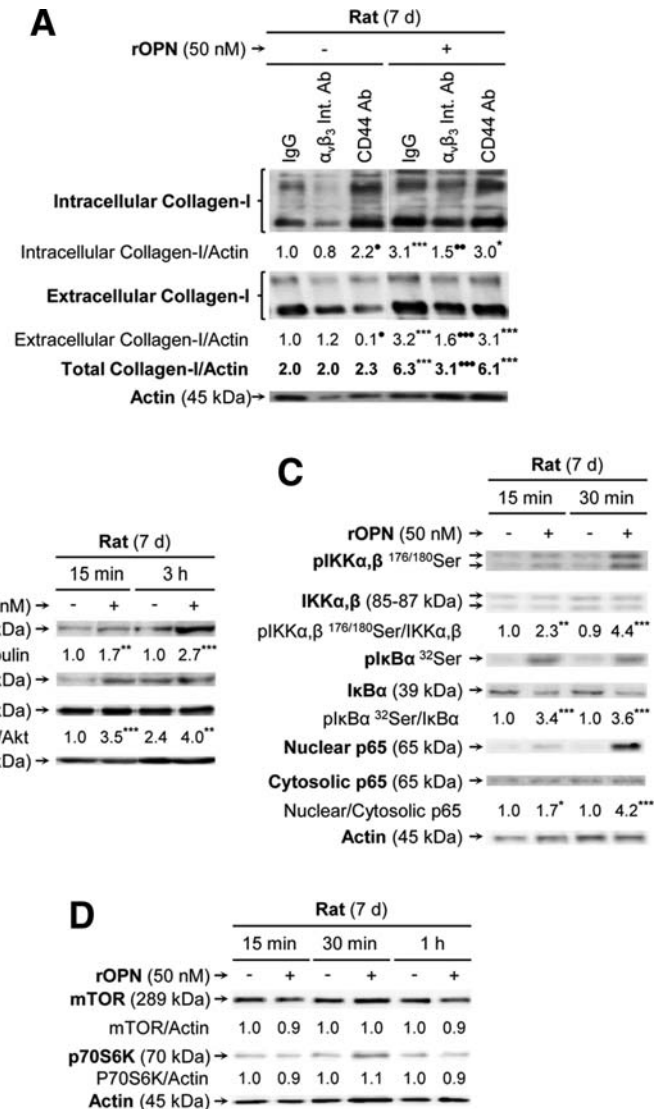 A
Rat (7 d)
rOPN (50 nM) → - +
IgG αvβ3 Int. Ab CD44 Ab IgG αvβ3 Int. Ab CD44 Ab
Intracellular Collagen-I
Intracellular Collagen-I/Actin 1.0 0.8 2.2• 3.1*** 1.5•• 3.0*
Extracellular Collagen-I
Extracellular Collagen-I/Actin 1.0 1.2 0.1• 3.2*** 1.6••• 3.1***
Total Collagen-I/Actin 2.0 2.0 2.3 6.3*** 3.1••• 6.1***
Actin (45 kDa)→
Rat (7 d)
15 min 3 h
nM) → - + - +
kDa)→
bulin 1.0 1.7** 1.0 2.7***
kDa)→
kDa)→
/Akt 1.0 3.5*** 2.4 4.0**
kDa)→
C
Rat (7 d)
15 min 30 min
rOPN (50 nM) → - + - +
pIKKα,β 176/180Ser →
IKKα,β (85-87 kDa) →
pIKKα,β 176/180Ser/IKKα,β 1.0 2.3** 0.9 4.4***
pIκBα 32Ser →
IκBα (39 kDa) →
pIκBα 32Ser/IκBα 1.0 3.4*** 1.0 3.6***
Nuclear p65 (65 kDa) →
Cytosolic p65 (65 kDa) →
Nuclear/Cytosolic p65 1.0 1.7* 1.0 4.2***
Actin (45 kDa) →
D
Rat (7 d)
15 min 30 min 1 h
rOPN (50 nM)→ - + - + - +
mTOR (289 kDa)→
mTOR/Actin 1.0 0.9 1.0 1.0 1.0 0.9
p70S6K (70 kDa)→
P70S6K/Actin 1.0 0.9 1.0 1.1 1.0 0.9
Actin (45 kDa)→